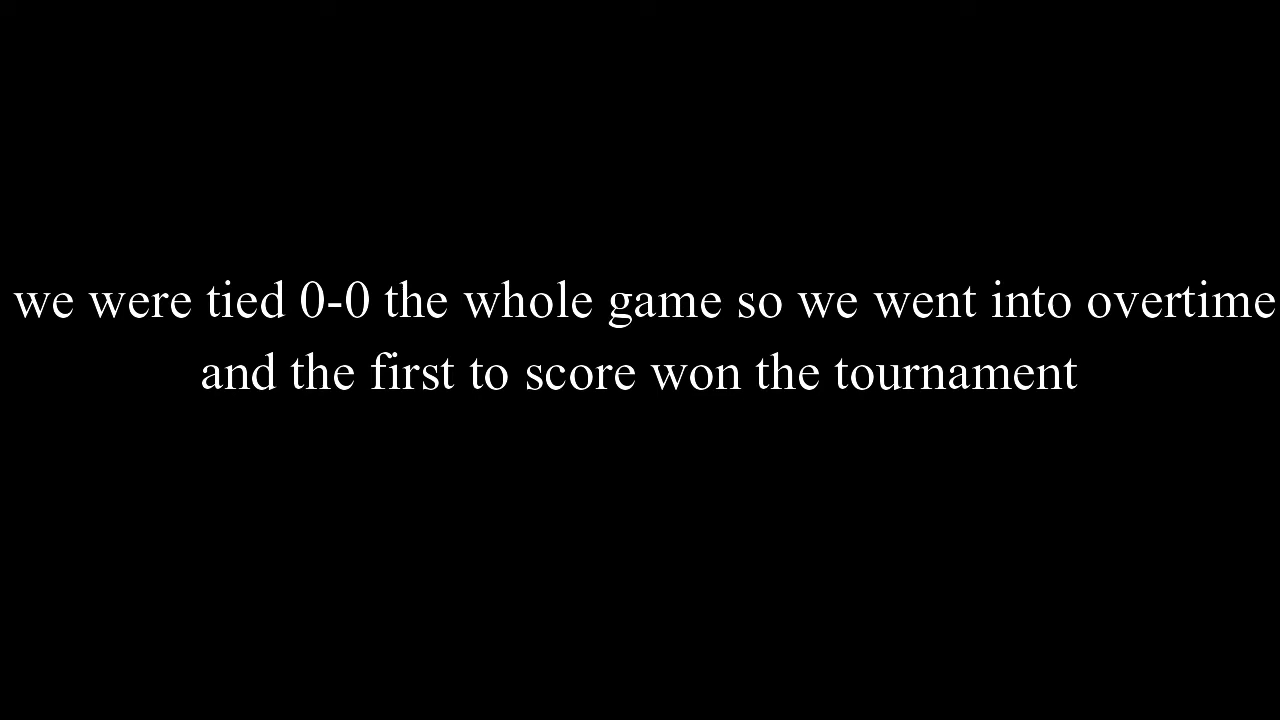 we were tied 0-0 the whole game so we went into overtime
and the first to score won the tournament